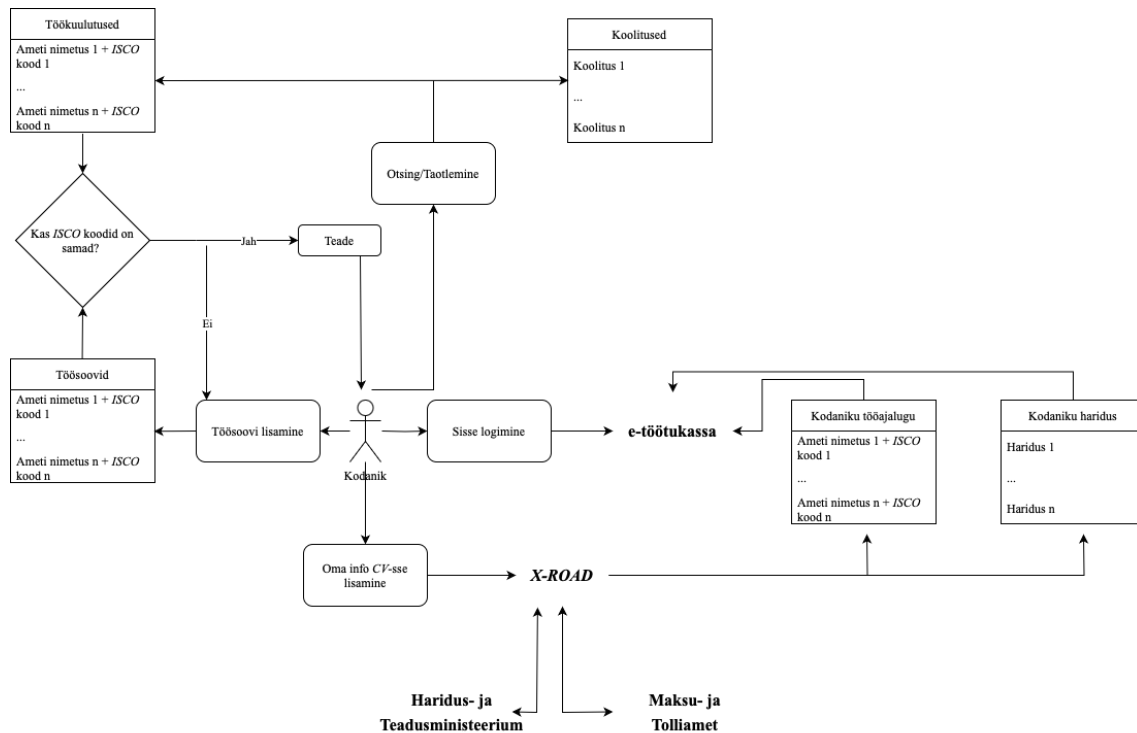 Töökuulutused
Ameti nimetus 1 + ISCO
kood 1
...
Ameti nimetus n + ISCO
kood n
Koolitused
Koolitus 1
...
Koolitus n
Otsing/Taotlemine
Kas ISCO koodid on
samad?
Jah
Teade
Ei
Töösoovid
Ameti nimetus 1 + ISCO
kood 1
...
Ameti nimetus n + ISCO
kood n
Töösoovi lisamine
Kodanik
Sisse logimine
e-töötukassa
Kodaniku tööajalugu
Ameti nimetus 1 + ISCO
kood 1
...
Ameti nimetus n + ISCO
kood n
Kodaniku haridus
Haridus 1
...
Haridus n
Oma info CV-sse
lisamine
X-ROAD
Haridus- ja
Teadusministeerium
Maksu- ja
Tolliamet